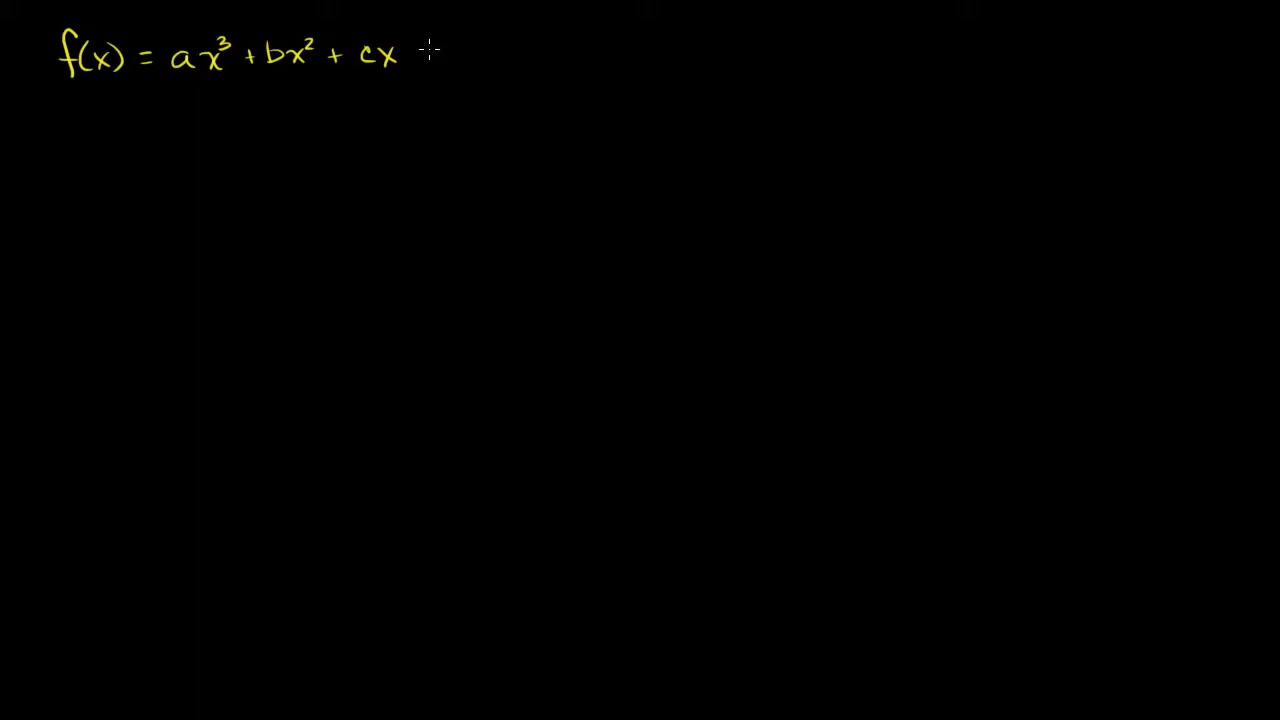 f(x) = ax³ + bx² + cx